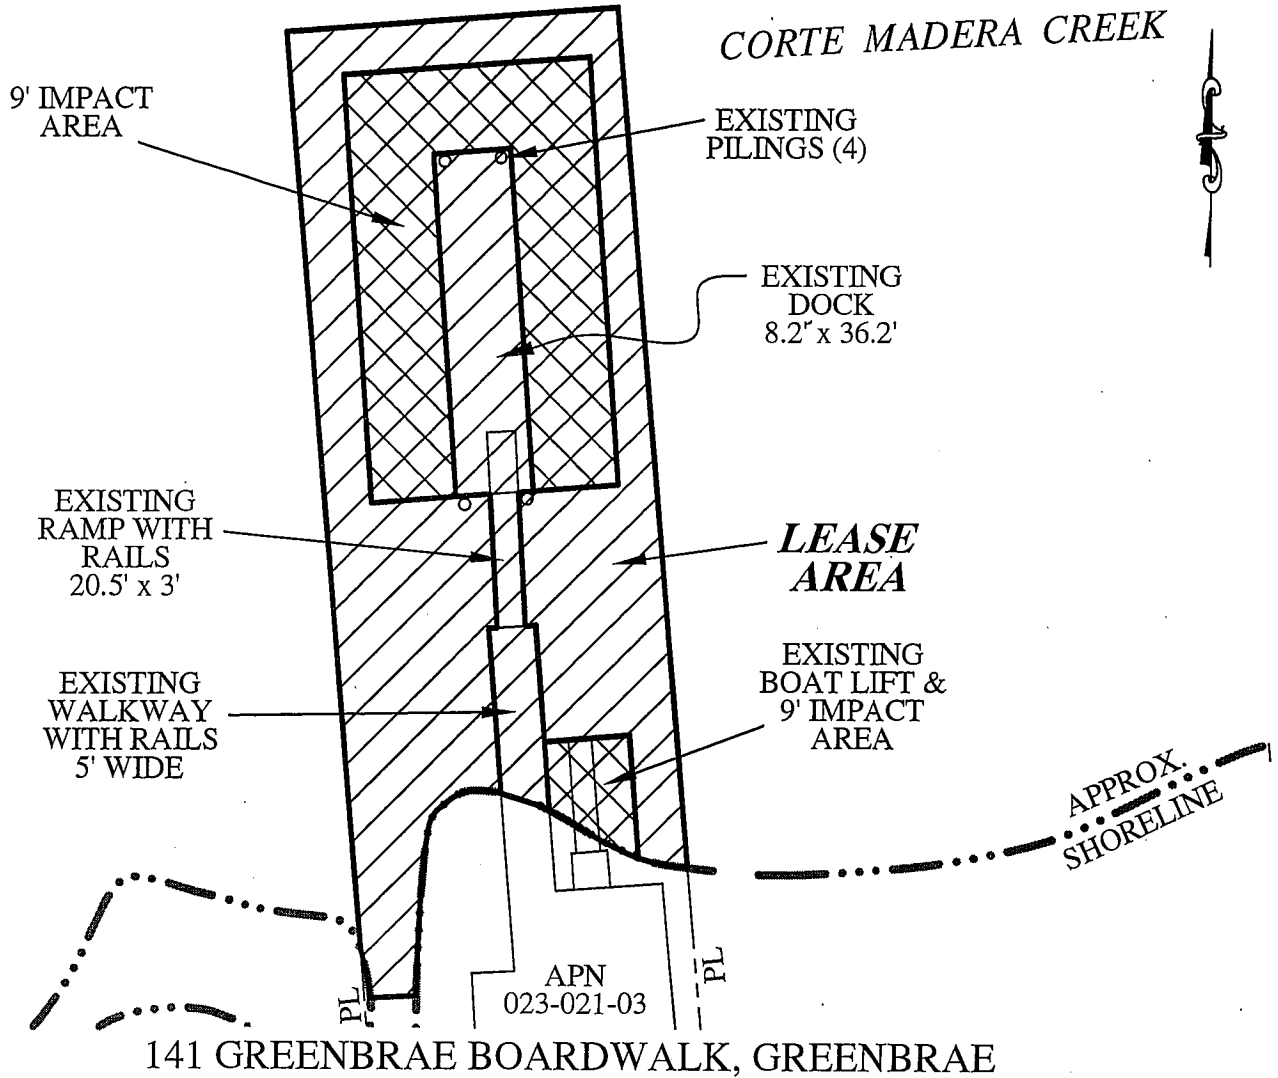 CORTE MADERA CREEK
9' IMPACT
AREA
EXISTING
PILINGS (4)
EXISTING
DOCK
8.2' x 36.2'
EXISTING
RAMP WITH
RAILS
20.5' x 3'
LEASE
AREA
EXISTING
WALKWAY
WITH RAILS
5' WIDE
EXISTING
BOAT LIFT &
9' IMPACT
AREA
APPROX.
SHORELINE
PL
PL
APN
023-021-03
141 GREENBRAE BOARDWALK, GREENBRAE